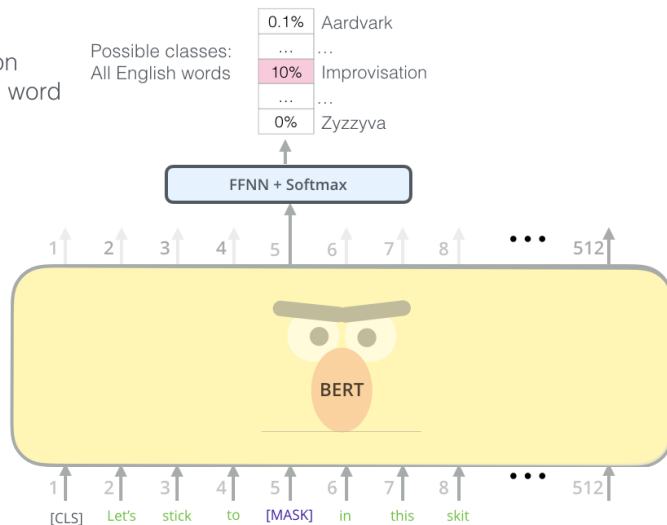 on
word
Possible classes:
All English words
0.1% Aardvark
... ...
10% Improvisation
... ...
0% Zyzzyva
FFNN + Softmax
1 2 3 4 5 6 7 8 ••• 512
BERT
1 2 3 4 5 6 7 8 ••• 512
[CLS] Let's stick to [MASK] in this skit